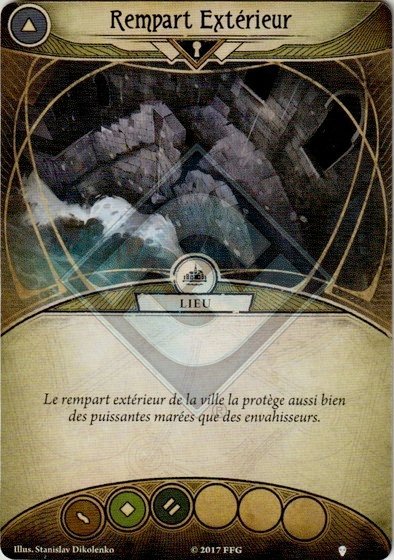 Rempart Extérieur
LIEU
Le rempart extérieur de la ville la protège aussi bien
des puissantes marées que des envahisseurs.
Illus. Stanislav Dikolenko
© 2017 FFG